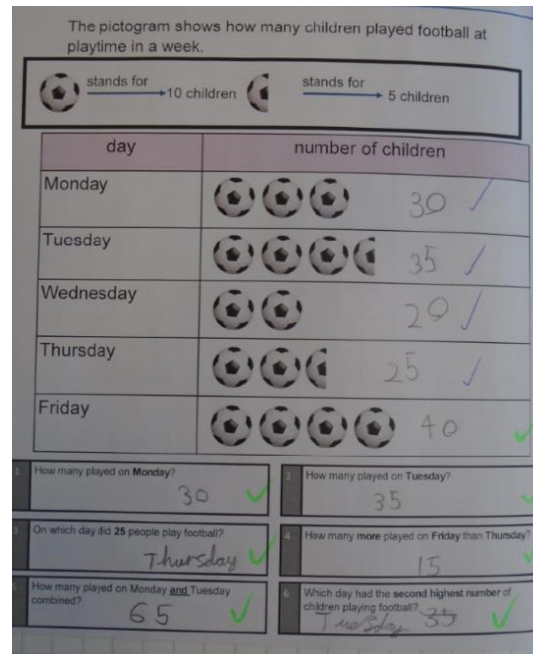 The pictogram shows how many children played football at
playtime in a week.
stands for
10 children
stands for
5 children
day number of children
Monday 30
Tuesday 35
Wednesday 20
Thursday 25
Friday 40
1 How many played on Monday?
30
2 How many played on Tuesday?
35
3 On which day did 25 people play football?
Thursday
4 How many more played on Friday than Thursday?
15
How many played on Monday and Tuesday
combined?
65
6 Which day had the second highest number of
children playing football? 35
Tuesday